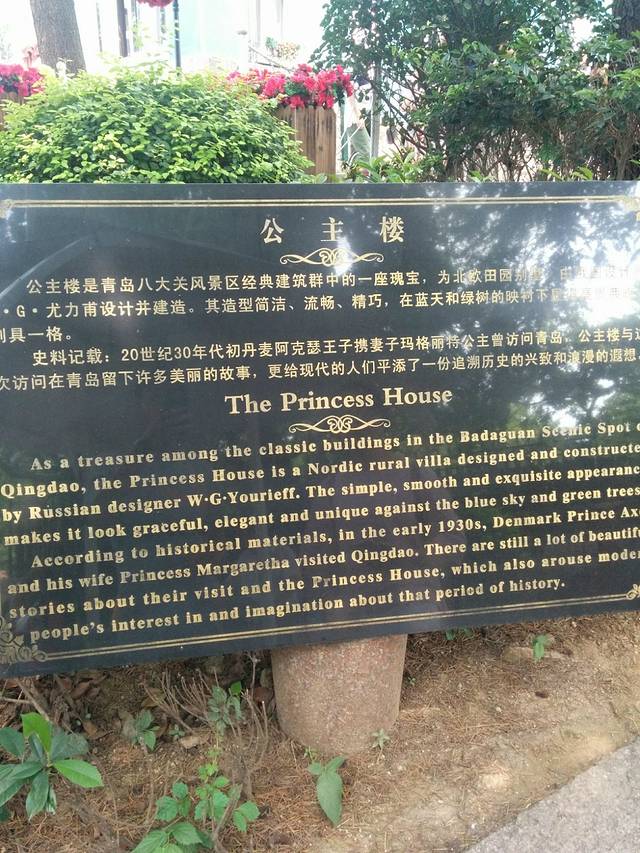 公主楼
公主楼是青岛八大关风景区经典建筑群中的一座瑰宝，为北欧田园别墅，
·G·尤力甫设计并建造。其造型简洁、流畅、精巧，在蓝天和绿树的映衬下
别具一格。
史料记载：20世纪30年代初丹麦阿克瑟王子携妻子玛格丽特公主曾访问青岛。公主楼与
次访问在青岛留下许多美丽的故事，更给现代的人们平添了一份追溯历史的兴致和浪漫的遐想。
The Princess House
As a treasure among the classic buildings in the Badaguan Scenic Spot
Qingdao, the Princess House is a Nordic rural villa designed and constructe
by Russian designer W·G·Yourieff. The simple, smooth and exquisite appearanc
makes it look graceful, elegant and unique against the blue sky and green trees
According to historical materials, in the early 1930s, Denmark Prince Axe
and his wife Princess Margaretha visited Qingdao. There are still a lot of beautifu
stories about their visit and the Princess House, which also arouse moder
people's interest in and imagination about that period of history.